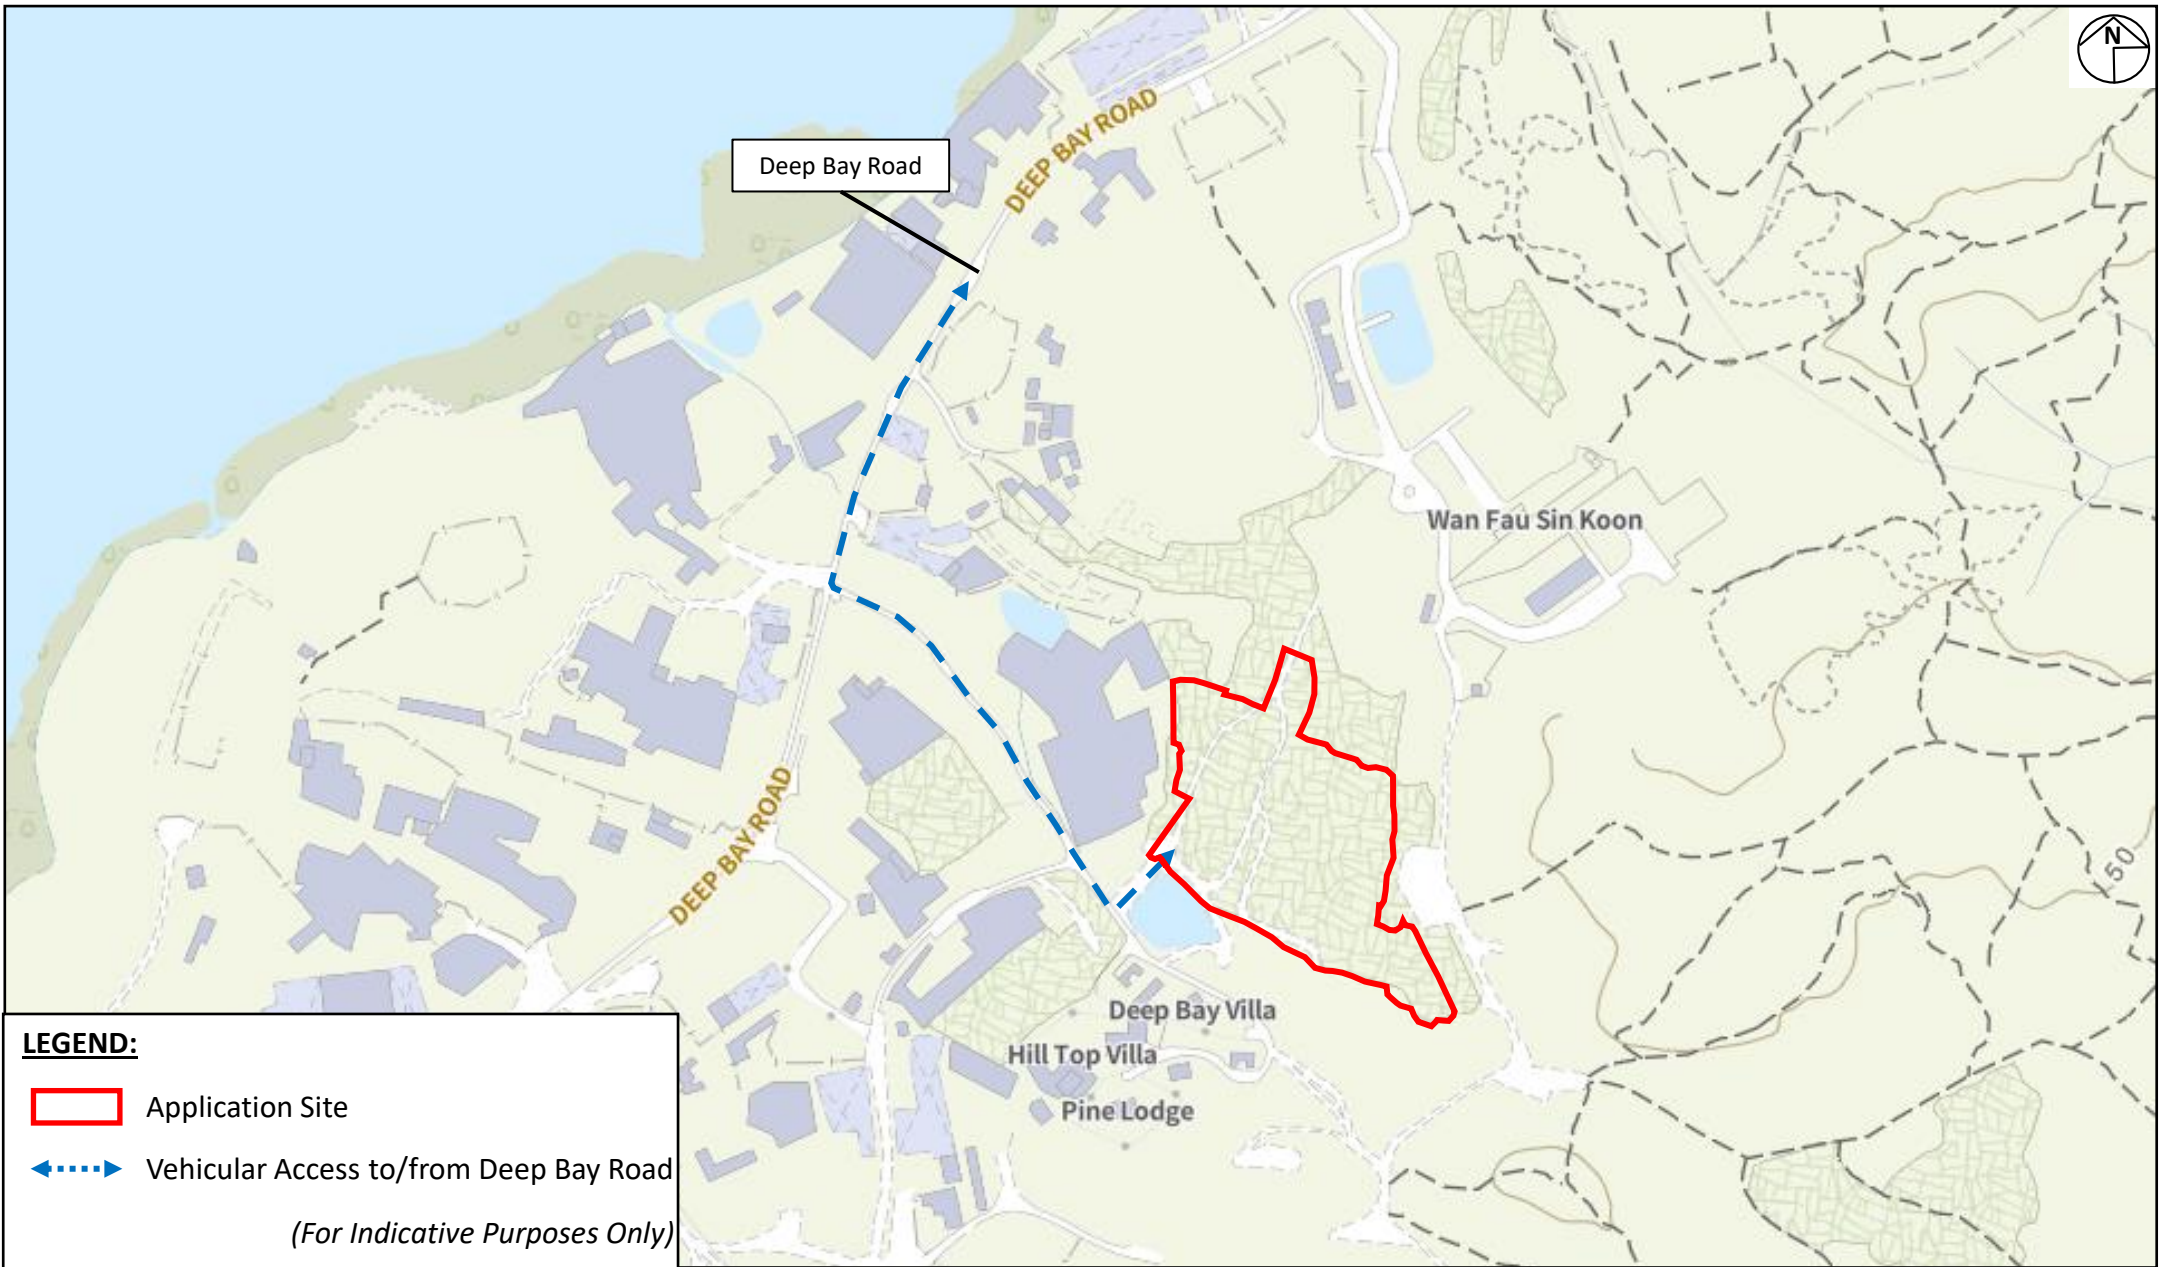 N
DEEP BAY ROAD
Deep Bay Road
Wan Fau Sin Koon
DEEP BAY ROAD
50
Deep Bay Villa
Hill Top Villa
Pine Lodge
LEGEND:
Application Site
Vehicular Access to/from Deep Bay Road
(For Indicative Purposes Only)